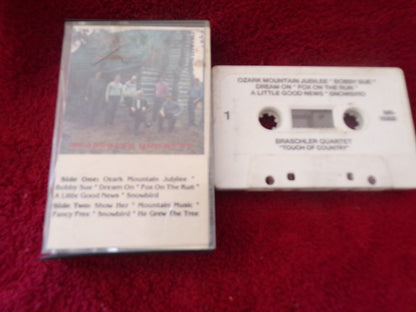 Side One: Ozark Mountain Jubilee *
Bobby Sue * Dream On * Fox On The Run *
A Little Good News * Snowbird
Side Two: Show Her * Mountain Music *
Fancy Free * Snowbird * He Grew The Tree
OZARK MOUNTAIN JUBILEE * BOBBY SUE *
DREAM ON * FOX ON THE RUN *
A LITTLE GOOD NEWS * SNOWBIRD
1
BRASCHLER QUARTET
"TOUCH OF COUNTRY"